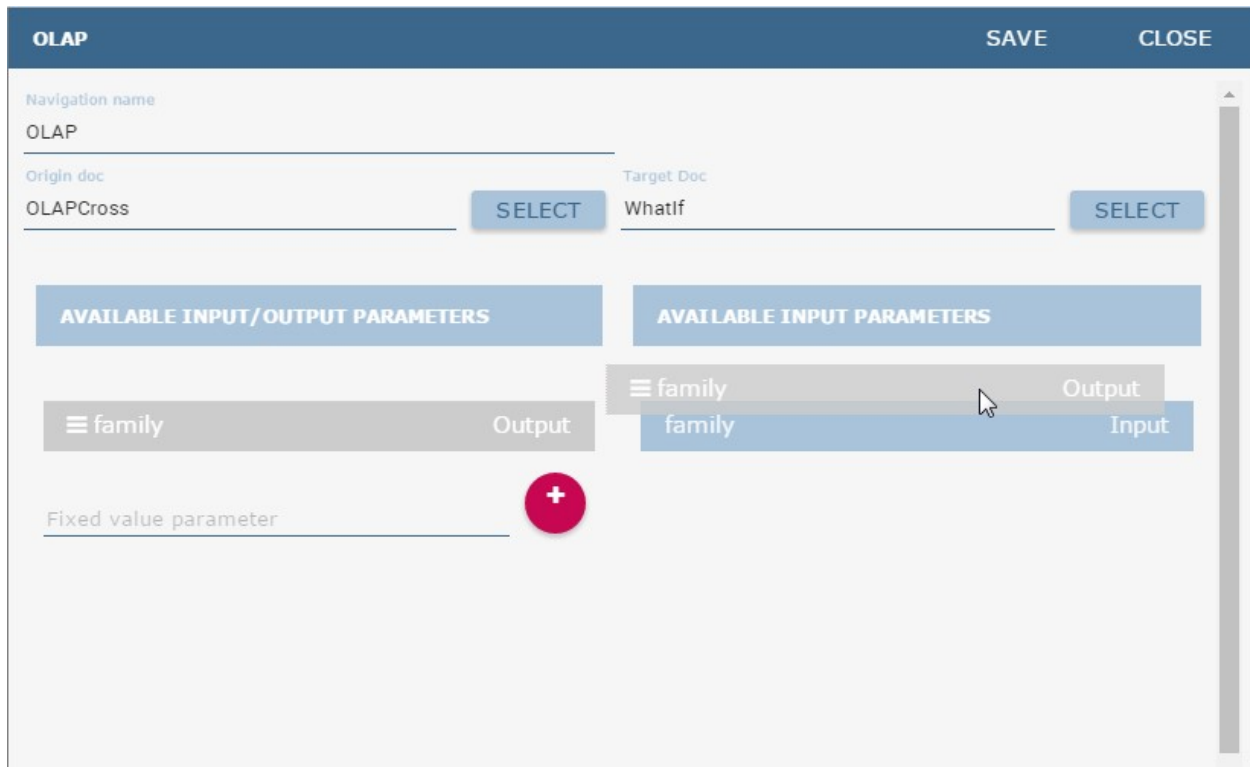 OLAP SAVE CLOSE
Navigation name
OLAP
Origin doc Target Doc
OLAPCross SELECT WhatIf SELECT
AVAILABLE INPUT/OUTPUT PARAMETERS AVAILABLE INPUT PARAMETERS
family Output
family Output family Input
Fixed value parameter +